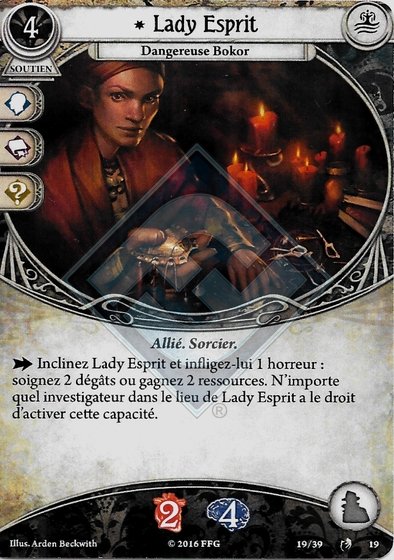 4
* Lady Esprit
Dangereuse Bokor
SOUTIEN
Allié. Sorcier.
Inclinez Lady Esprit et infligez-lui 1 horreur :
soignez 2 dégâts ou gagnez 2 ressources. N'importe
quel investigateur dans le lieu de Lady Esprit a le droit
d'activer cette capacité.
®
2
4
Illus. Arden Beckwith
© 2016 FFG
19/39
19